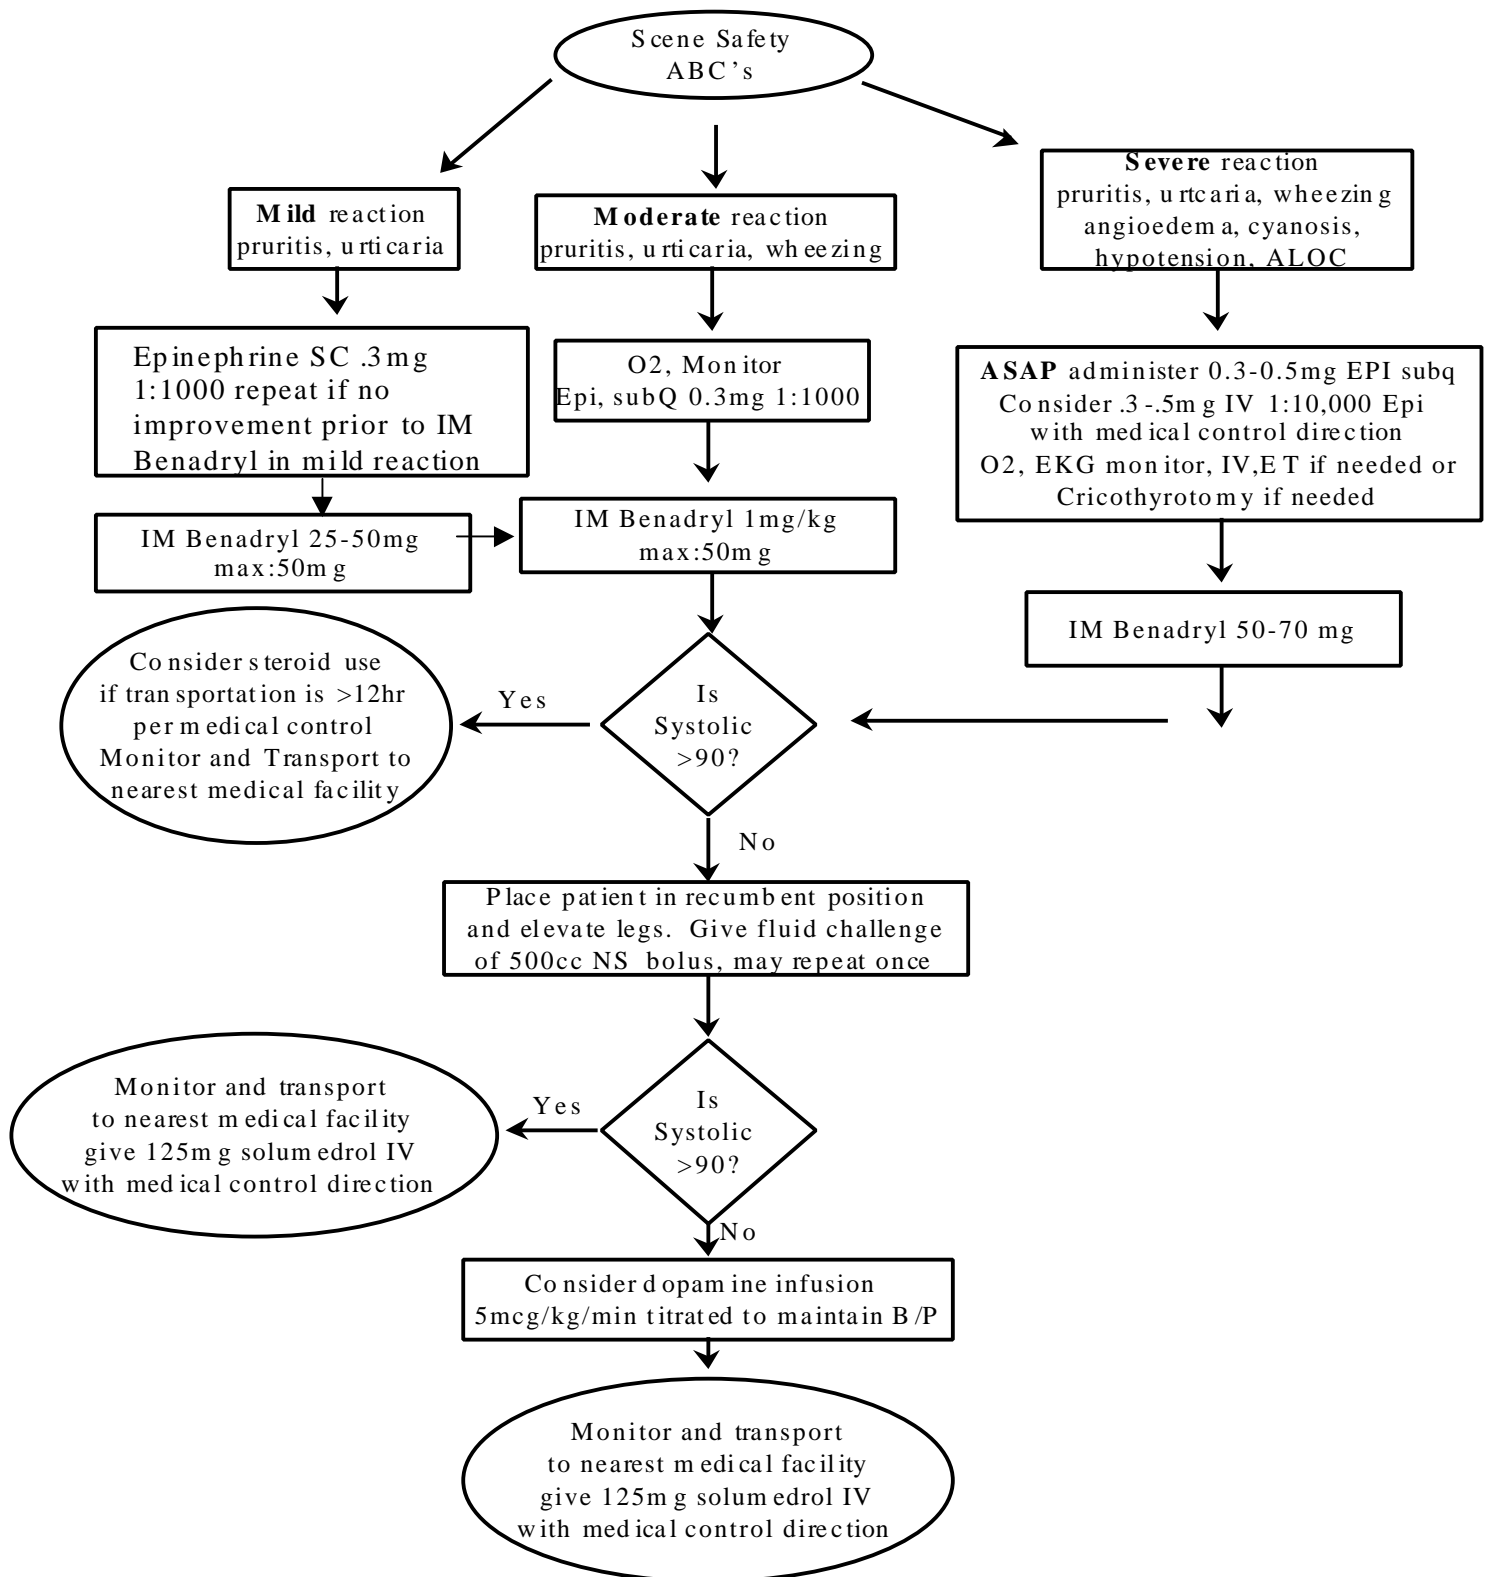 Scene Safety
ABC's
Mild reaction
pruritis, urticaria
Moderate reaction
pruritis, urticaria, wheezing
Severe reaction
pruritis, urtcaria, wheezing
angioedema, cyanosis,
hypotension, ALOC
Epinephrine SC .3mg
1:1000 repeat if no
improvement prior to IM
Benadryl in mild reaction
O2, Monitor
Epi, subQ 0.3mg 1:1000
ASAP administer 0.3-0.5mg EPI subq
Consider .3-.5mg IV 1:10,000 Epi
with medical control direction
O2, EKG monitor, IV,ET if needed or
Cricothyrotomy if needed
IM Benadryl 25-50mg
max:50mg
IM Benadryl 1mg/kg
max:50mg
IM Benadryl 50-70 mg
Consider steroid use
if transportation is >12hr
per medical control
Monitor and Transport to
nearest medical facility
Yes
Is
Systolic
>90?
No
Place patient in recumbent position
and elevate legs. Give fluid challenge
of 500cc NS bolus, may repeat once
Monitor and transport
to nearest medical facility
give 125mg solumedrol IV
with medical control direction
Yes
Is
Systolic
>90?
No
Consider dopamine infusion
5mcg/kg/min titrated to maintain B/P
Monitor and transport
to nearest medical facility
give 125mg solumedrol IV
with medical control direction